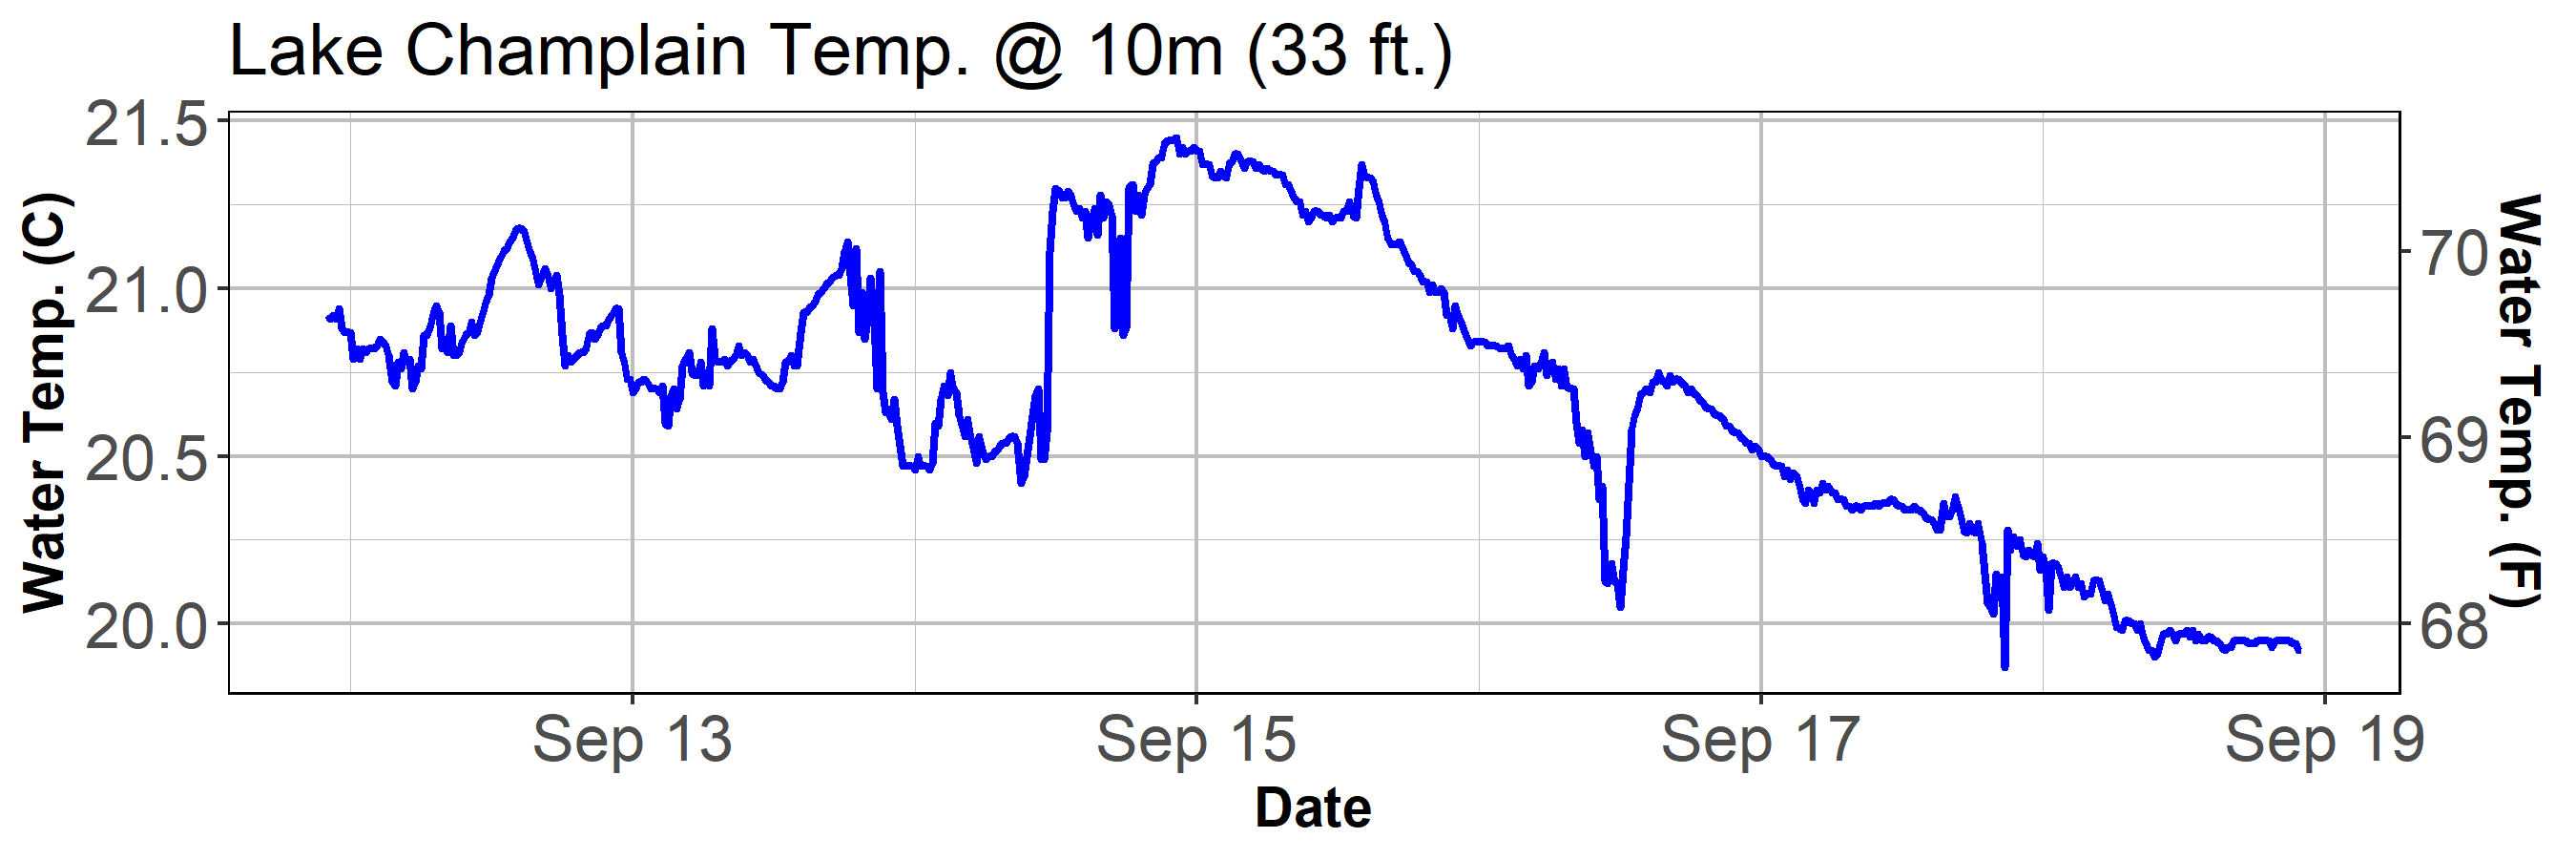 Lake Champlain Temp. @ 10m (33 ft.)
Water Temp. (C)
21.5
21.0
20.5
20.0
70
69
68
Water Temp. (F)
Sep 13 Sep 15 Sep 17 Sep 19
Date